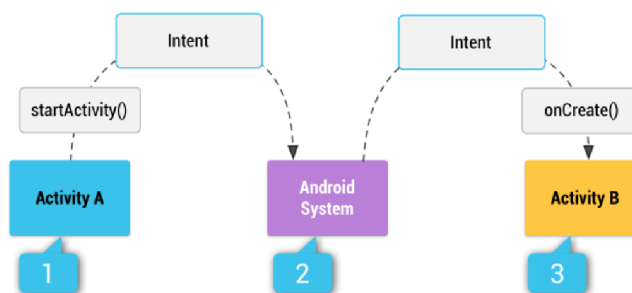 Intent
Intent
startActivity()
onCreate()
Activity A
Android
System
Activity B
1
2
3